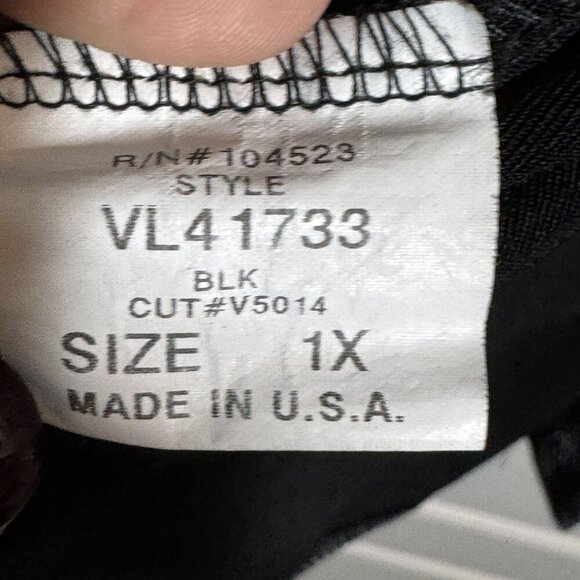 R/N# 104523
STYLE
VL41733
BLK
CUT#V5014
SIZE 1X
MADE IN U.S.A.